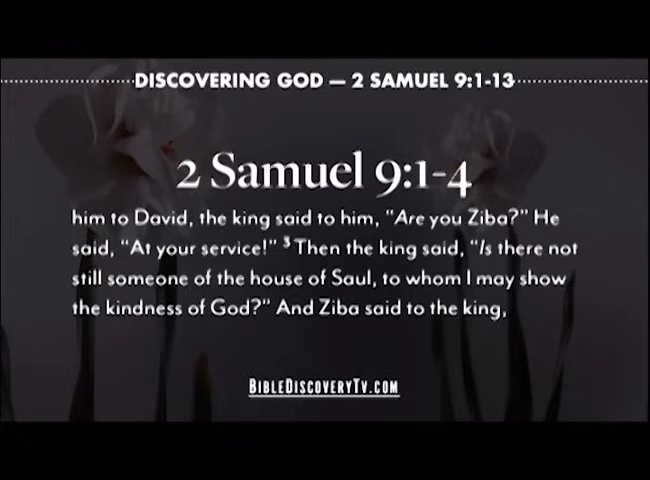 DISCOVERING GOD — 2 SAMUEL 9:1-13
2 Samuel 9:1-4
him to David, the king said to him, "Are you Ziba?" He
said, "At your service!" ³ Then the king said, "Is there not
still someone of the house of Saul, to whom I may show
the kindness of God?" And Ziba said to the king,
BIBLEDISCOVERYTV.COM